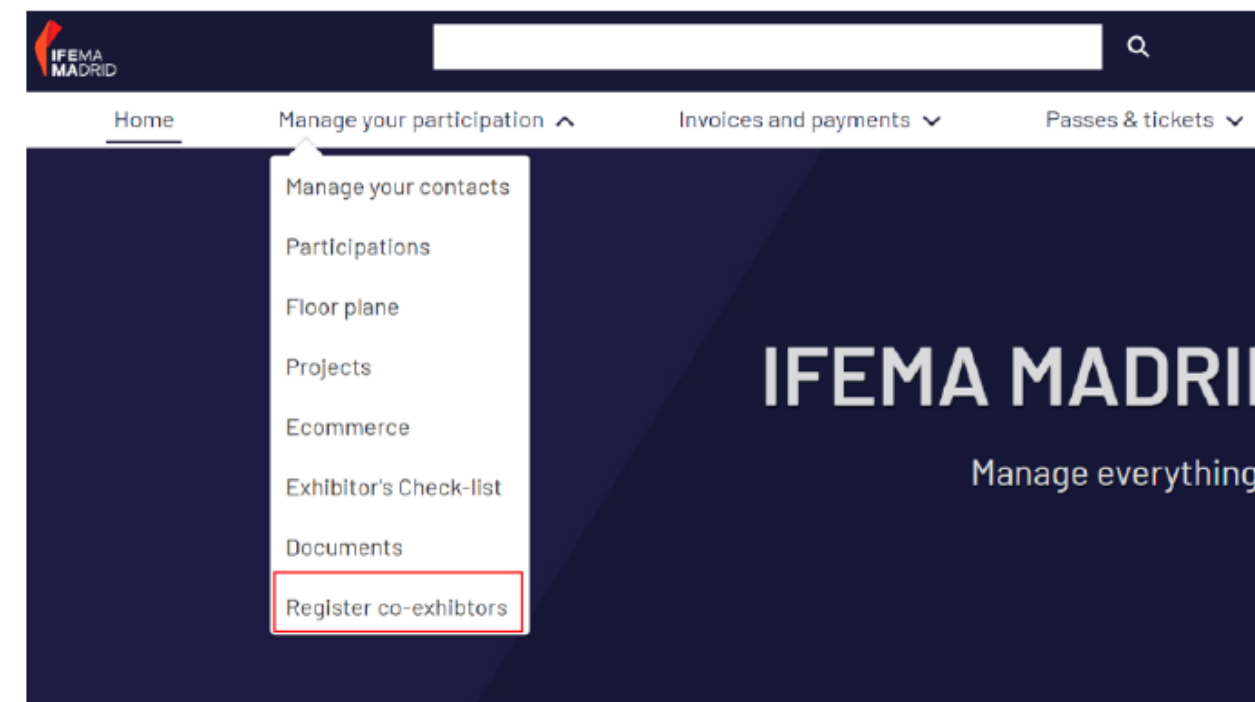 IFEMA
MADRID
Home
Manage your participation
Invoices and payments
Passes & tickets
Manage your contacts
Participations
Floor plane
Projects
Ecommerce
Exhibitor's Check-list
Documents
Register co-exhibtors
IFEMA MADRI
Manage everything